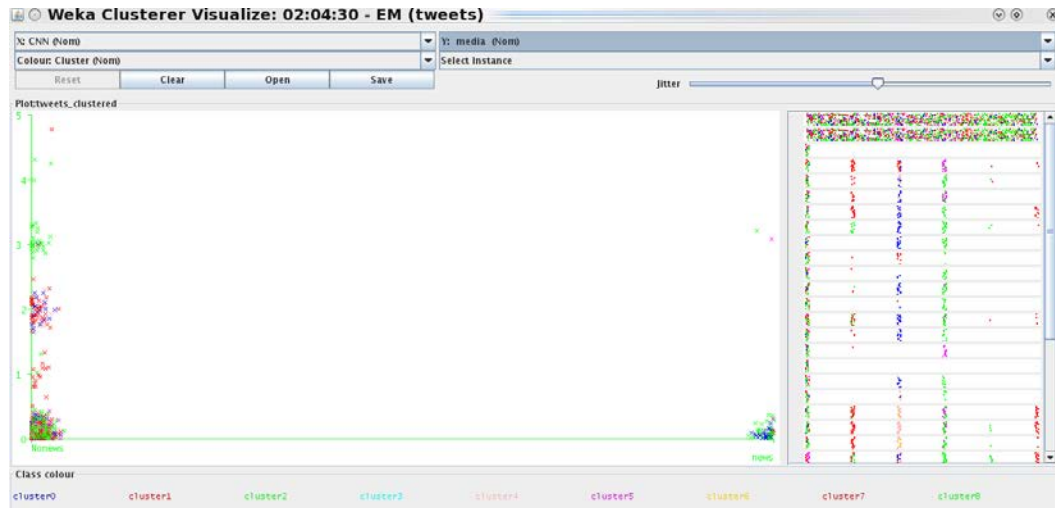 Weka Clusterer Visualize: 02:04:30 - EM (tweets)
X: CNN (Nom) Y: media (Nom)
Colour: Cluster (Nom) Select Instance
Reset Clear Open Save Jitter
Plot:tweets_clustered
5
4
3
2
1
0
Nonews news
Class colour
cluster0 cluster1 cluster2 cluster3 cluster4 cluster5 cluster6 cluster7 cluster8